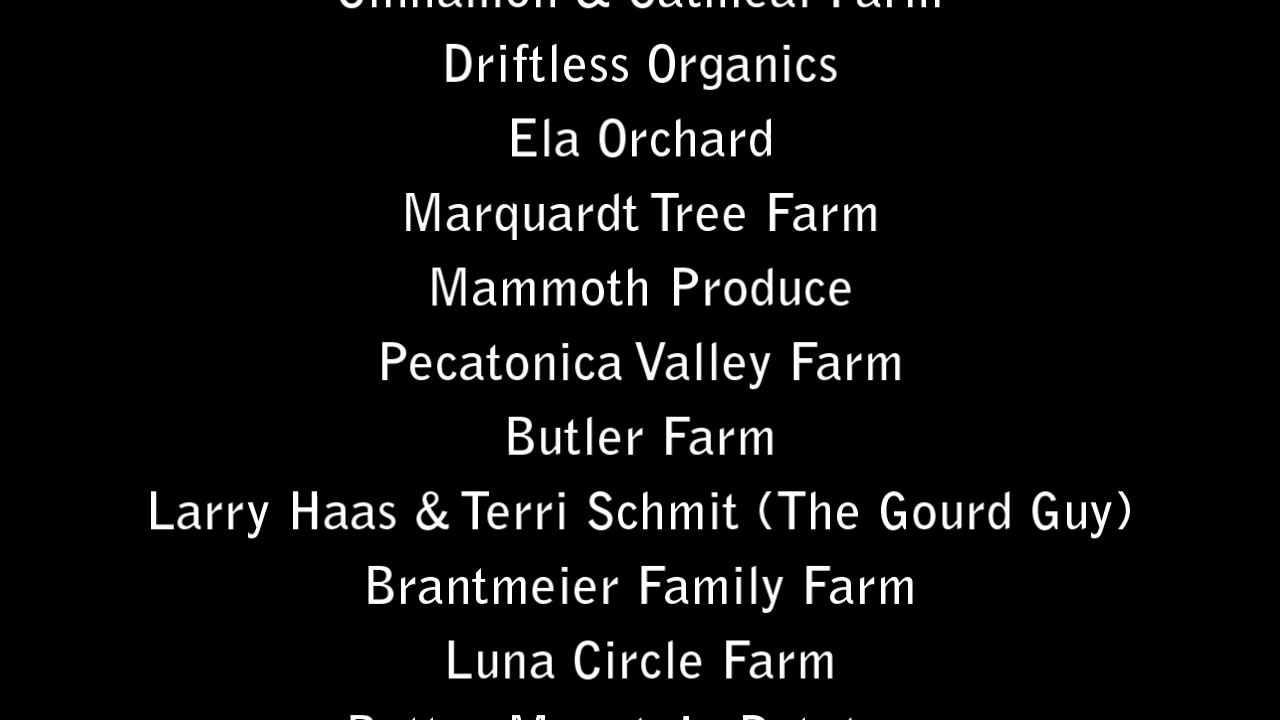 Driftless Organics
Ela Orchard
Marquardt Tree Farm
Mammoth Produce
Pecatonica Valley Farm
Butler Farm
Larry Haas & Terri Schmit (The Gourd Guy)
Brantmeier Family Farm
Luna Circle Farm